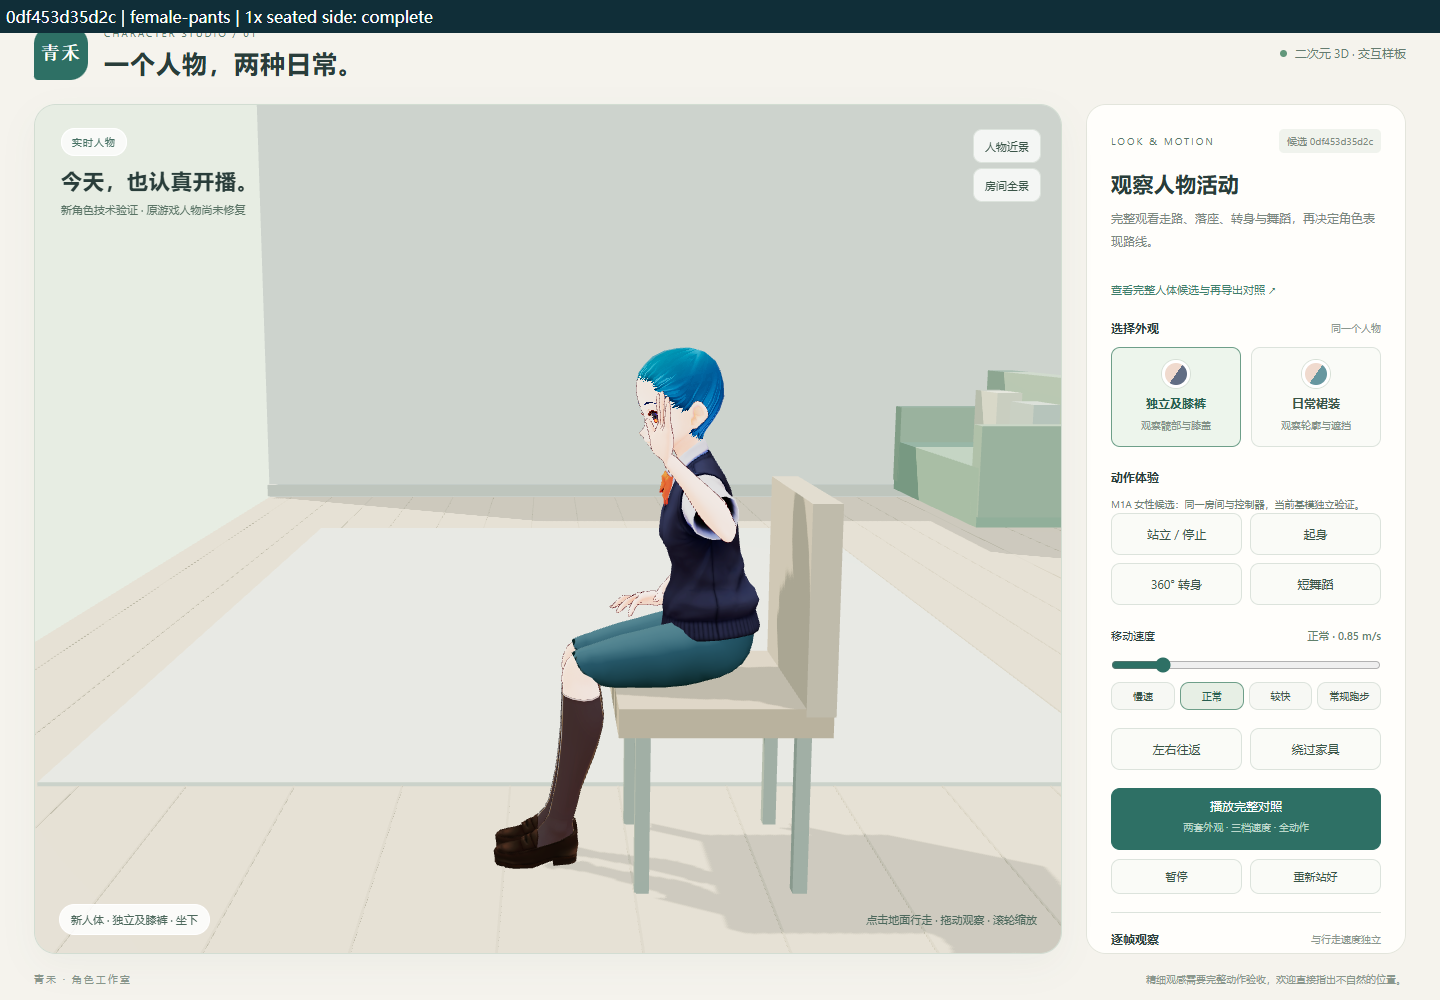 0df453d35d2c | female-pants | 1x seated side: complete
青禾
CHARACTER STUDIO / 01
一个人物，两种日常。
二次元 3D · 交互样板
实时人物
今天，也认真开播。
新角色技术验证 · 原游戏人物尚未修复
人物近景
房间全景
新人体 · 独立及膝裤 · 坐下
点击地面行走 · 拖动观察 · 滚轮缩放
LOOK & MOTION
候选 0df453d35d2c
观察人物活动
完整观看走路、落座、转身与舞蹈，再决定角色表
现路线。
查看完整人体候选与再导出对照 ↗
选择外观
同一个人物
独立及膝裤
观察髋部与膝盖
日常裙装
观察轮廓与遮挡
动作体验
M1A 女性候选：同一房间与控制器，当前基模独立验证。
站立 / 停止
起身
360° 转身
短舞蹈
移动速度
正常 · 0.85 m/s
慢速
正常
较快
常规跑步
左右往返
绕过家具
播放完整对照
两套外观 · 三档速度 · 全动作
暂停
重新站好
逐帧观察
与行走速度独立
青禾 · 角色工作室
精细观感需要完整动作验收，欢迎直接指出不自然的位置。